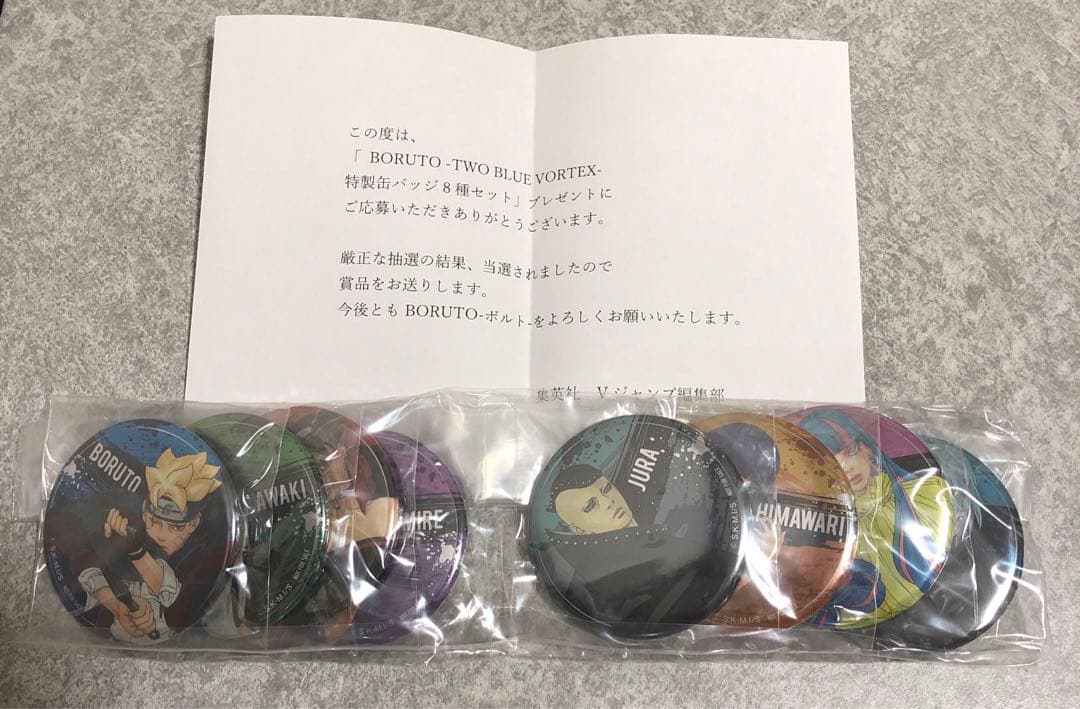 この度は、
「 BORUTO -TWO BLUE VORTEX-
特製缶バッジ８種セット」プレゼントに
ご応募いただきありがとうございます。
厳正な抽選の結果、当選されましたので
賞品をお送りします。
今後とも BORUTO-ボルト-をよろしくお願いいたします。
集英社　Vジャンプ編集部
BORUTO
AWAKI
JURA
HIMAWARI
S.K-M.I/S
S.K-M.I/S
S.K-M.I/S
S.K-M.I/S